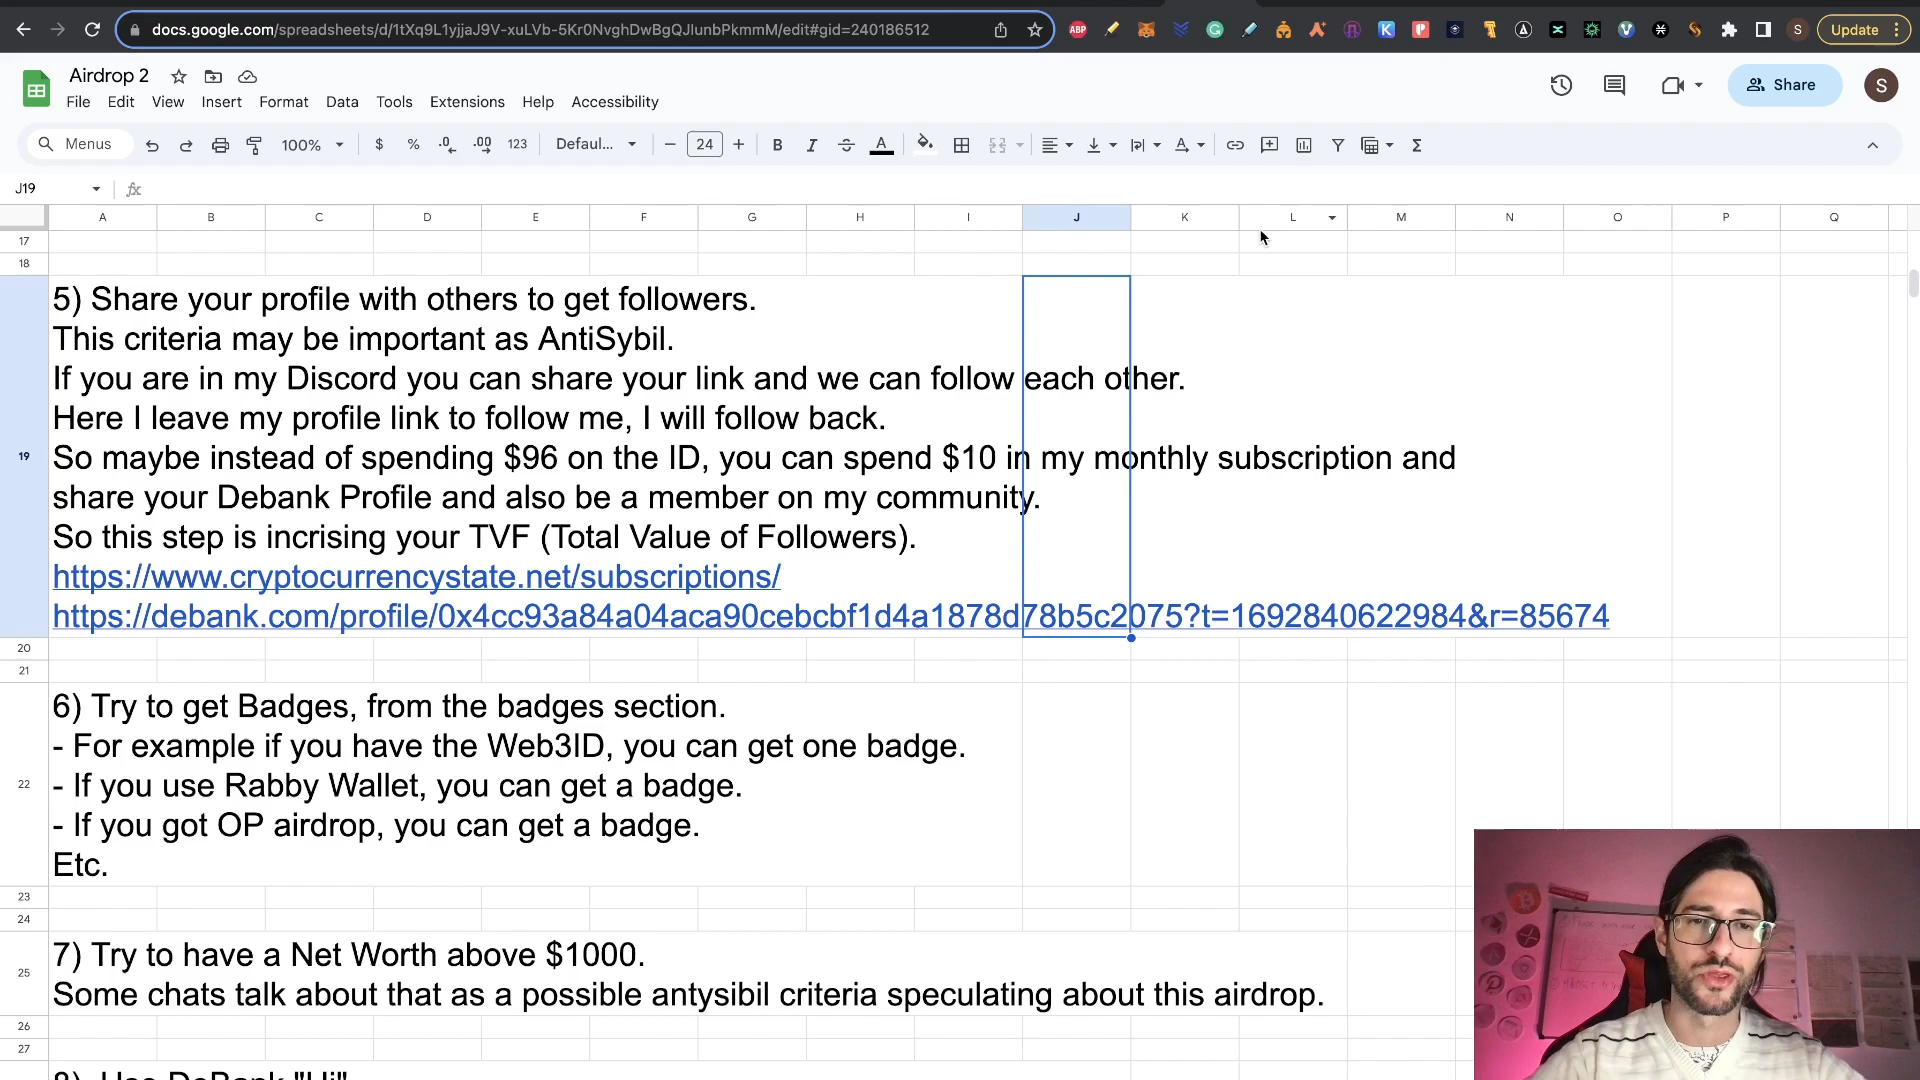 docs.google.com/spreadsheets/d/1tXq9L1yjjaJ9V-xuLVb-5Kr0NvghDwBgQJlunbPkmmM/edit#gid=240186512
ABP
S
Update
Airdrop 2
File Edit View Insert Format Data Tools Extensions Help Accessibility
Share
S
Menus
100%
$ % .0 .00 123
Defaul...
24
B I A
J19
fx
A B C D E F G H I J K L M N O P Q
17
18
5) Share your profile with others to get followers.
This criteria may be important as AntiSybil.
If you are in my Discord you can share your link and we can follow each other.
Here I leave my profile link to follow me, I will follow back.
19
So maybe instead of spending $96 on the ID, you can spend $10 in my monthly subscription and
share your Debank Profile and also be a member on my community.
So this step is incrising your TVF (Total Value of Followers).
https://www.cryptocurrencystate.net/subscriptions/
https://debank.com/profile/0x4cc93a84a04aca90cebcbf1d4a1878d78b5c2075?t=1692840622984&r=85674
20
21
6) Try to get Badges, from the badges section.
- For example if you have the Web3ID, you can get one badge.
22
- If you use Rabby Wallet, you can get a badge.
- If you got OP airdrop, you can get a badge.
Etc.
23
24
7) Try to have a Net Worth above $1000.
25
Some chats talk about that as a possible antysibil criteria speculating about this airdrop.
26
27
8) Use DeBank "Hi"